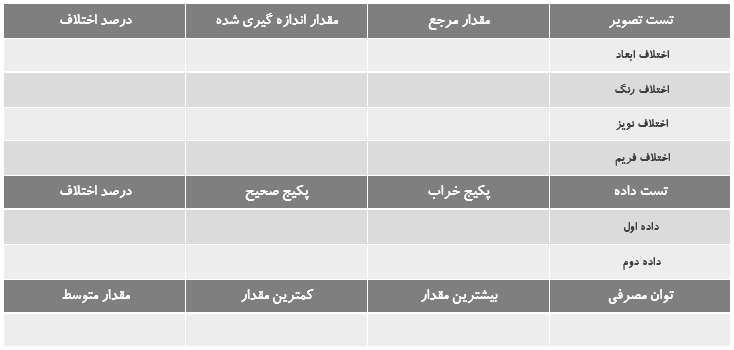 تست تصویر مقدار مرجع مقدار اندازه گیری شده درصد اختلاف
اختلاف ابعاد
اختلاف رنگ
اختلاف نویز
اختلاف فریم
تست داده پکیج خراب پکیج صحیح درصد اختلاف
داده اول
داده دوم
توان مصرفی بیشترین مقدار کمترین مقدار مقدار متوسط